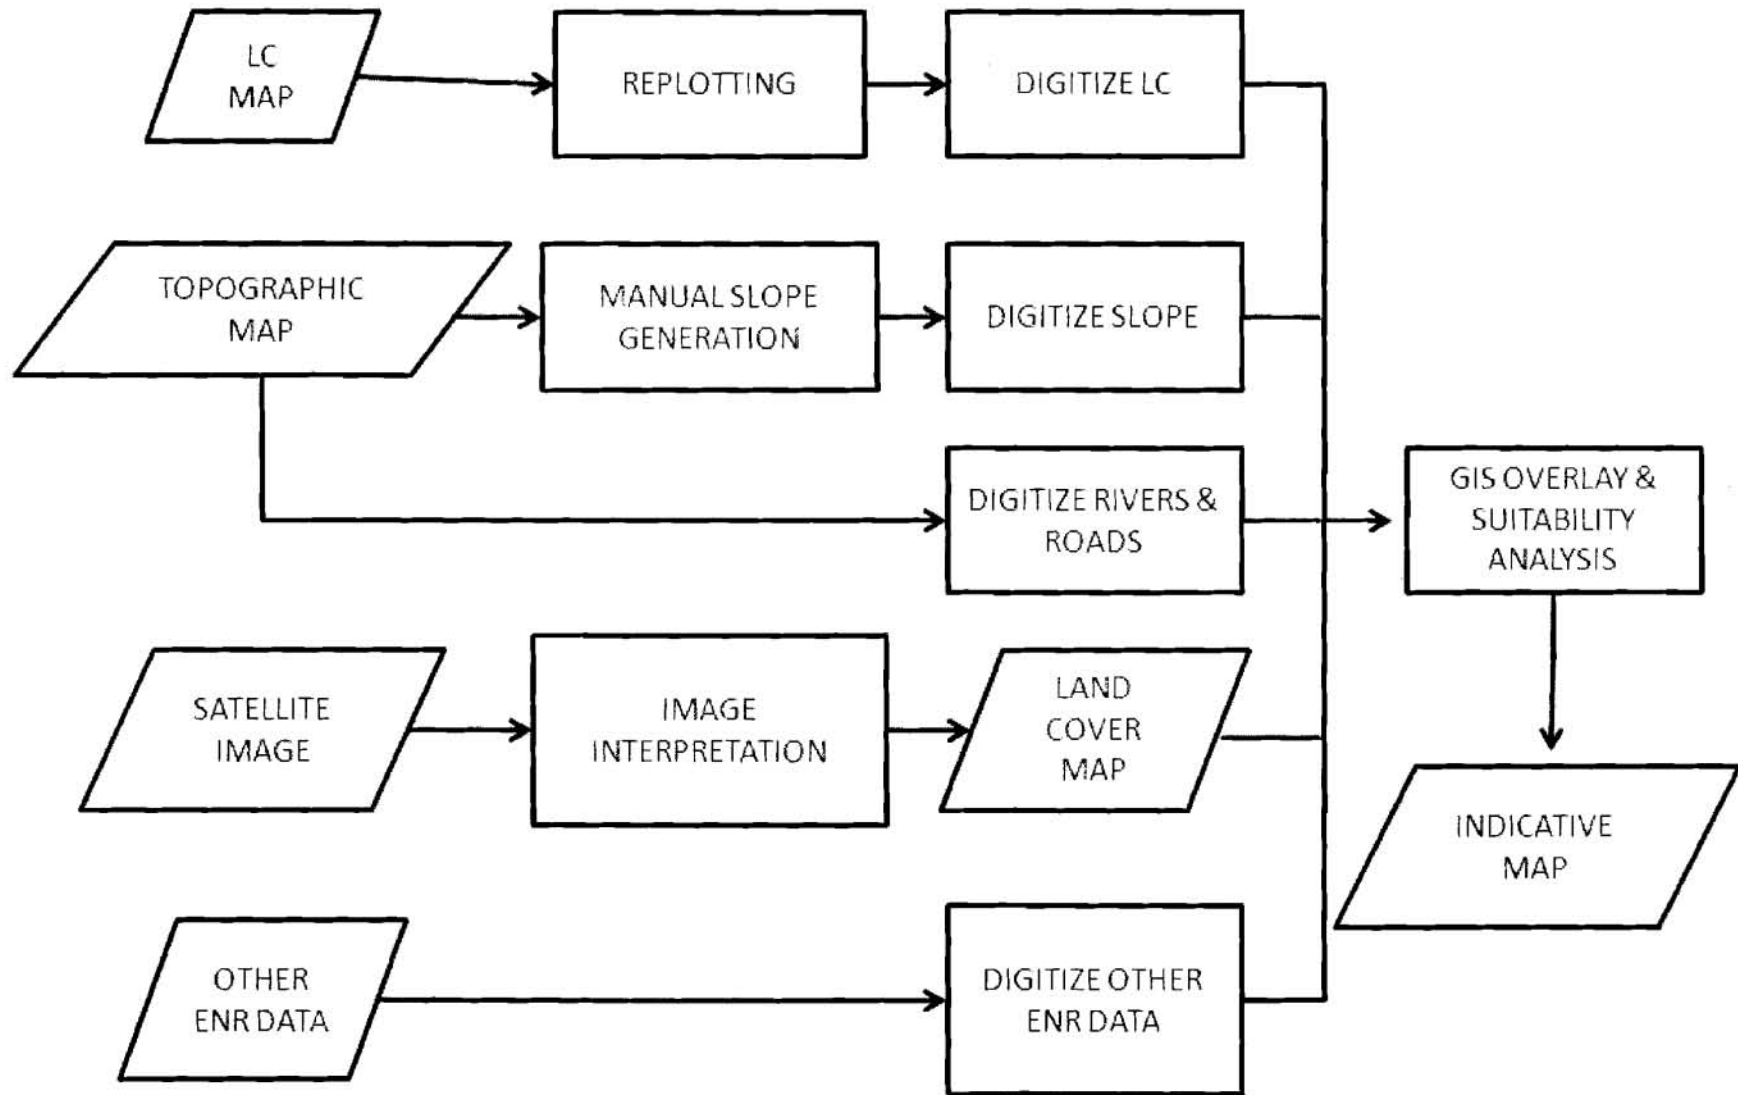 LC
MAP
REPLOTTING
DIGITIZE LC
TOPOGRAPHIC
MAP
MANUAL SLOPE
GENERATION
DIGITIZE SLOPE
DIGITIZE RIVERS &
ROADS
GIS OVERLAY &
SUITABILITY
ANALYSIS
SATELLITE
IMAGE
IMAGE
INTERPRETATION
LAND
COVER
MAP
INDICATIVE
MAP
OTHER
ENR DATA
DIGITIZE OTHER
ENR DATA